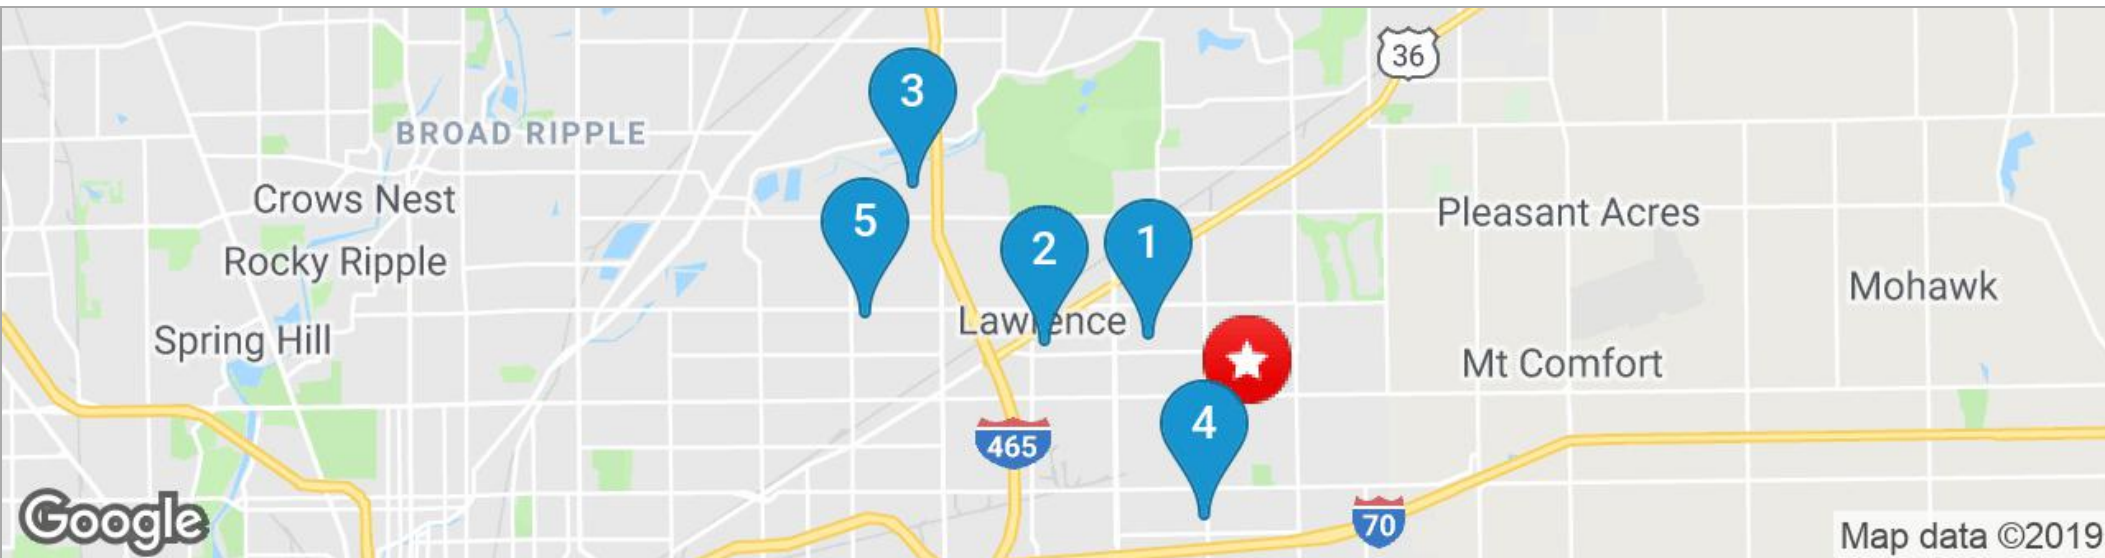 36
3
BROAD RIPPLE
Crows Nest
5
Pleasant Acres
2
1
Rocky Ripple
Mohawk
Lawrence
Spring Hill
Mt Comfort
4
465
Google
70
Map data ©2019